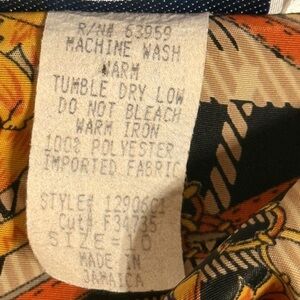 R/N# 63959
MACHINE WASH
WARM
TUMBLE DRY LOW
DO NOT BLEACH
WARM IRON
100% POLYESTER
IMPORTED FABRIC
STYLE# 12906C1
Cut# F34735
SIZE=10
MADE IN
JAMAICA